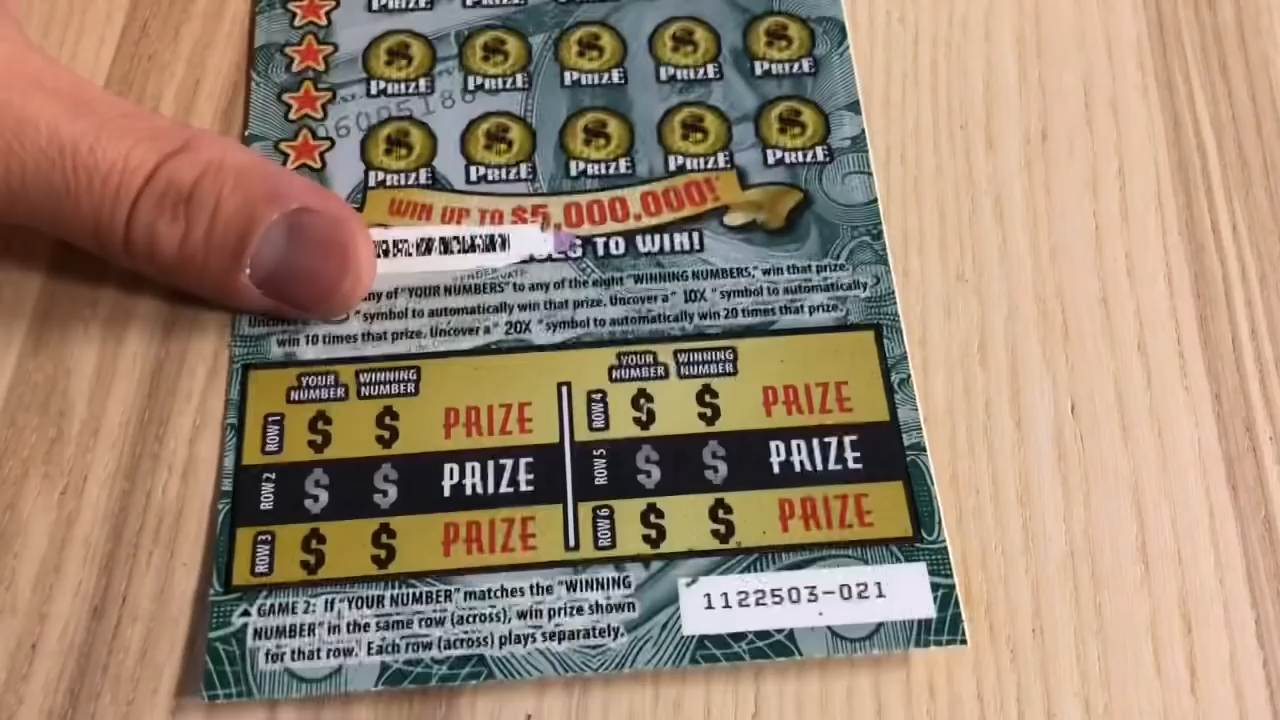 PRIZE PRIZE
PRIZE PRIZE PRIZE PRIZE PRIZE
PRIZE PRIZE PRIZE PRIZE PRIZE
WIN UP TO $5,000,000!
TO WIN!
any of "YOUR NUMBERS" to any of the eight "WINNING NUMBERS," win that prize.
" symbol to automatically win that prize. Uncover a " 10X " symbol to automatically
win 10 times that prize. Uncover a " 20X " symbol to automatically win 20 times that prize.
YOUR NUMBER WINNING NUMBER
ROW 1 $ $ PRIZE
ROW 2 $ $ PRIZE
ROW 3 $ $ PRIZE
YOUR NUMBER WINNING NUMBER
ROW 4 $ $ PRIZE
ROW 5 $ $ PRIZE
ROW 6 $ $ PRIZE
GAME 2: If "YOUR NUMBER" matches the "WINNING
NUMBER" in the same row (across), win prize shown
for that row. Each row (across) plays separately.
1122503-021